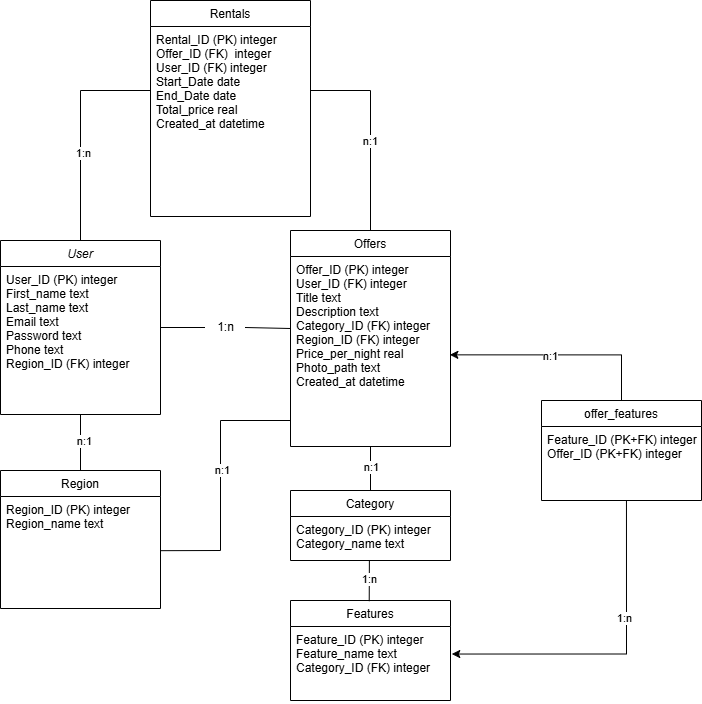 Rentals
Rental_ID (PK) integer
Offer_ID (FK)  integer
User_ID (FK) integer
Start_Date date
End_Date date
Total_price real
Created_at datetime
1:n
n:1
User
User_ID (PK) integer
First_name text
Last_name text
Email text
Password text
Phone text
Region_ID (FK) integer
1:n
Offers
Offer_ID (PK) integer
User_ID (FK) integer
Title text
Description text
Category_ID (FK) integer
Region_ID (FK) integer
Price_per_night real
Photo_path text
Created_at datetime
n:1
offer_features
Feature_ID (PK+FK) integer
Offer_ID (PK+FK) integer
n:1
n:1
n:1
Region
Region_ID (PK) integer
Region_name text
Category
Category_ID (PK) integer
Category_name text
1:n
Features
Feature_ID (PK) integer
Feature_name text
Category_ID (FK) integer
1:n